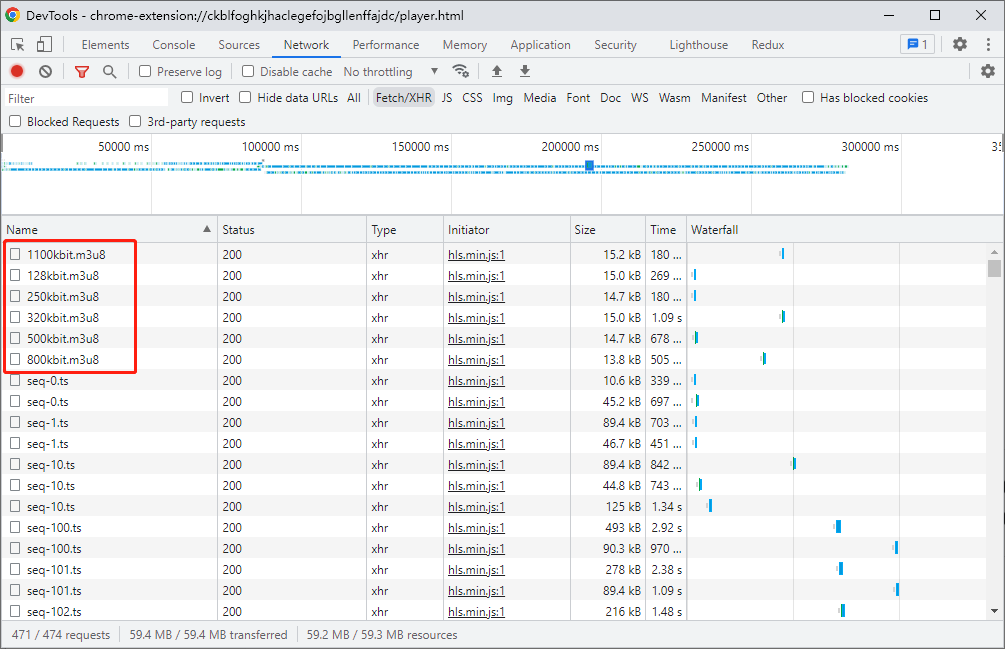 DevTools - chrome-extension://ckblfoghkjhaclegefojbgllenffajdc/player.html
Elements Console Sources Network Performance Memory Application Security Lighthouse Redux 1
Preserve log Disable cache No throttling
Filter Invert Hide data URLs All Fetch/XHR JS CSS Img Media Font Doc WS Wasm Manifest Other Has blocked cookies
Blocked Requests 3rd-party requests
50000 ms 100000 ms 150000 ms 200000 ms 250000 ms 300000 ms 35
Name Status Type Initiator Size Time Waterfall
1100kbit.m3u8 200 xhr hls.min.js:1 15.2 kB 180 ...
128kbit.m3u8 200 xhr hls.min.js:1 15.0 kB 269 ...
250kbit.m3u8 200 xhr hls.min.js:1 14.7 kB 180 ...
320kbit.m3u8 200 xhr hls.min.js:1 15.0 kB 1.09 s
500kbit.m3u8 200 xhr hls.min.js:1 14.7 kB 678 ...
800kbit.m3u8 200 xhr hls.min.js:1 13.8 kB 505 ...
seq-0.ts 200 xhr hls.min.js:1 10.6 kB 339 ...
seq-0.ts 200 xhr hls.min.js:1 45.2 kB 697 ...
seq-1.ts 200 xhr hls.min.js:1 89.4 kB 703 ...
seq-1.ts 200 xhr hls.min.js:1 46.7 kB 451 ...
seq-10.ts 200 xhr hls.min.js:1 89.4 kB 842 ...
seq-10.ts 200 xhr hls.min.js:1 44.8 kB 743 ...
seq-10.ts 200 xhr hls.min.js:1 125 kB 1.34 s
seq-100.ts 200 xhr hls.min.js:1 493 kB 2.92 s
seq-100.ts 200 xhr hls.min.js:1 90.3 kB 970 ...
seq-101.ts 200 xhr hls.min.js:1 278 kB 2.38 s
seq-101.ts 200 xhr hls.min.js:1 89.4 kB 1.09 s
seq-102.ts 200 xhr hls.min.js:1 216 kB 1.48 s
471 / 474 requests 59.4 MB / 59.4 MB transferred 59.2 MB / 59.3 MB resources